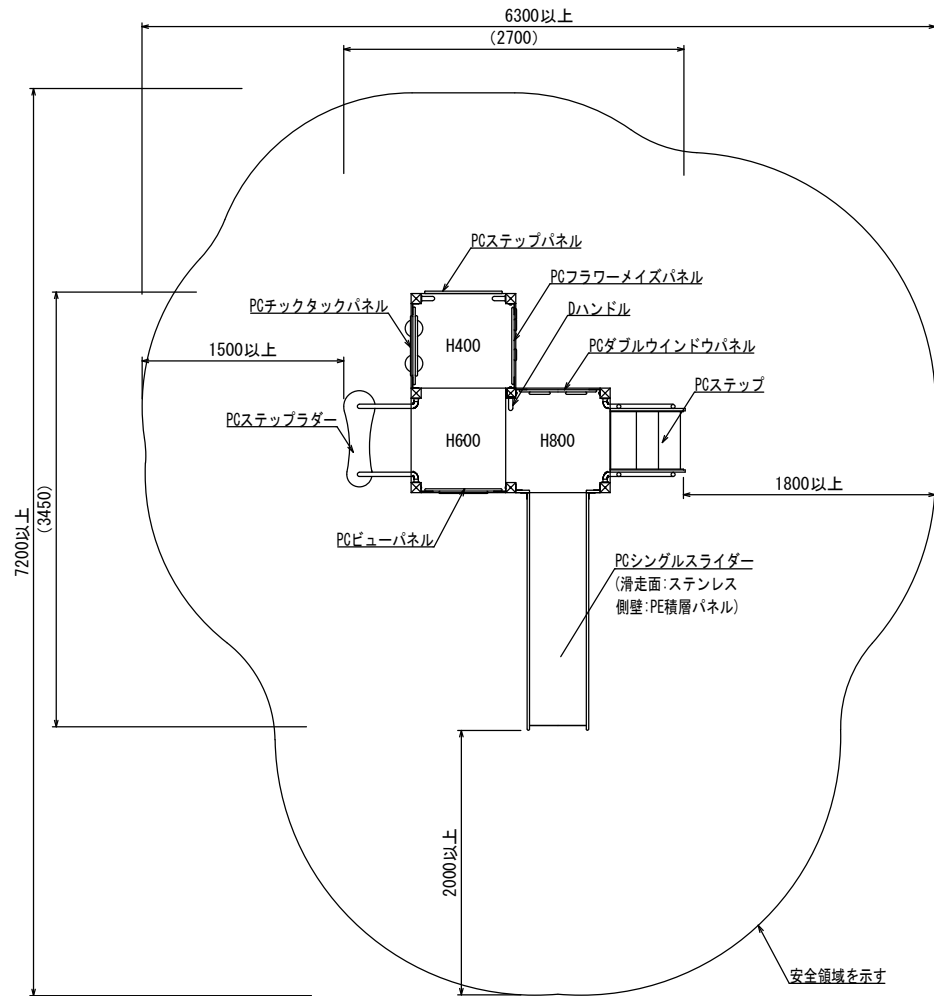 6300以上
(2700)
PCステップパネル
PCフラワーメイズパネル
PCチックタックパネル
Dハンドル
H400
PCダブルウインドウパネル
1500以上
PCステップ
PCステップラダー
H600
H800
1800以上
7200以上
(3450)
PCビューパネル
PCシングルスライダー
(滑走面:ステンレス
側壁:PE積層パネル)
2000以上
安全領域を示す